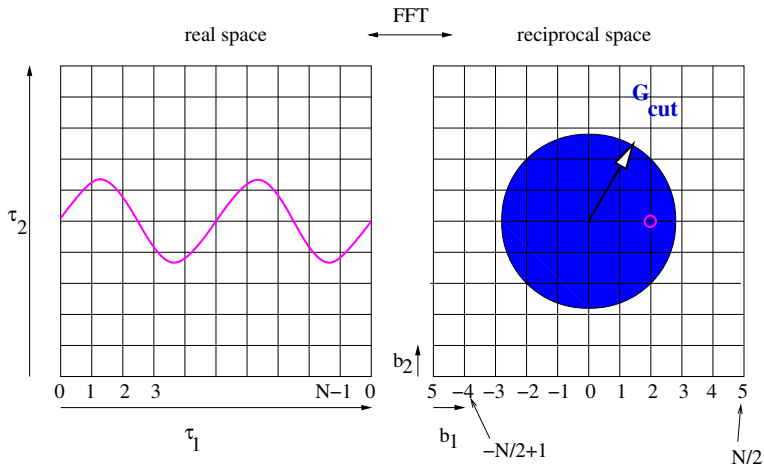 FFT
real space
reciprocal space
G cut
τ2
b2
0 1 2 3 N−1 0
5 −4 −3 −2 −1 0 1 2 3 4 5
τ1
b1
−N/2+1
N/2